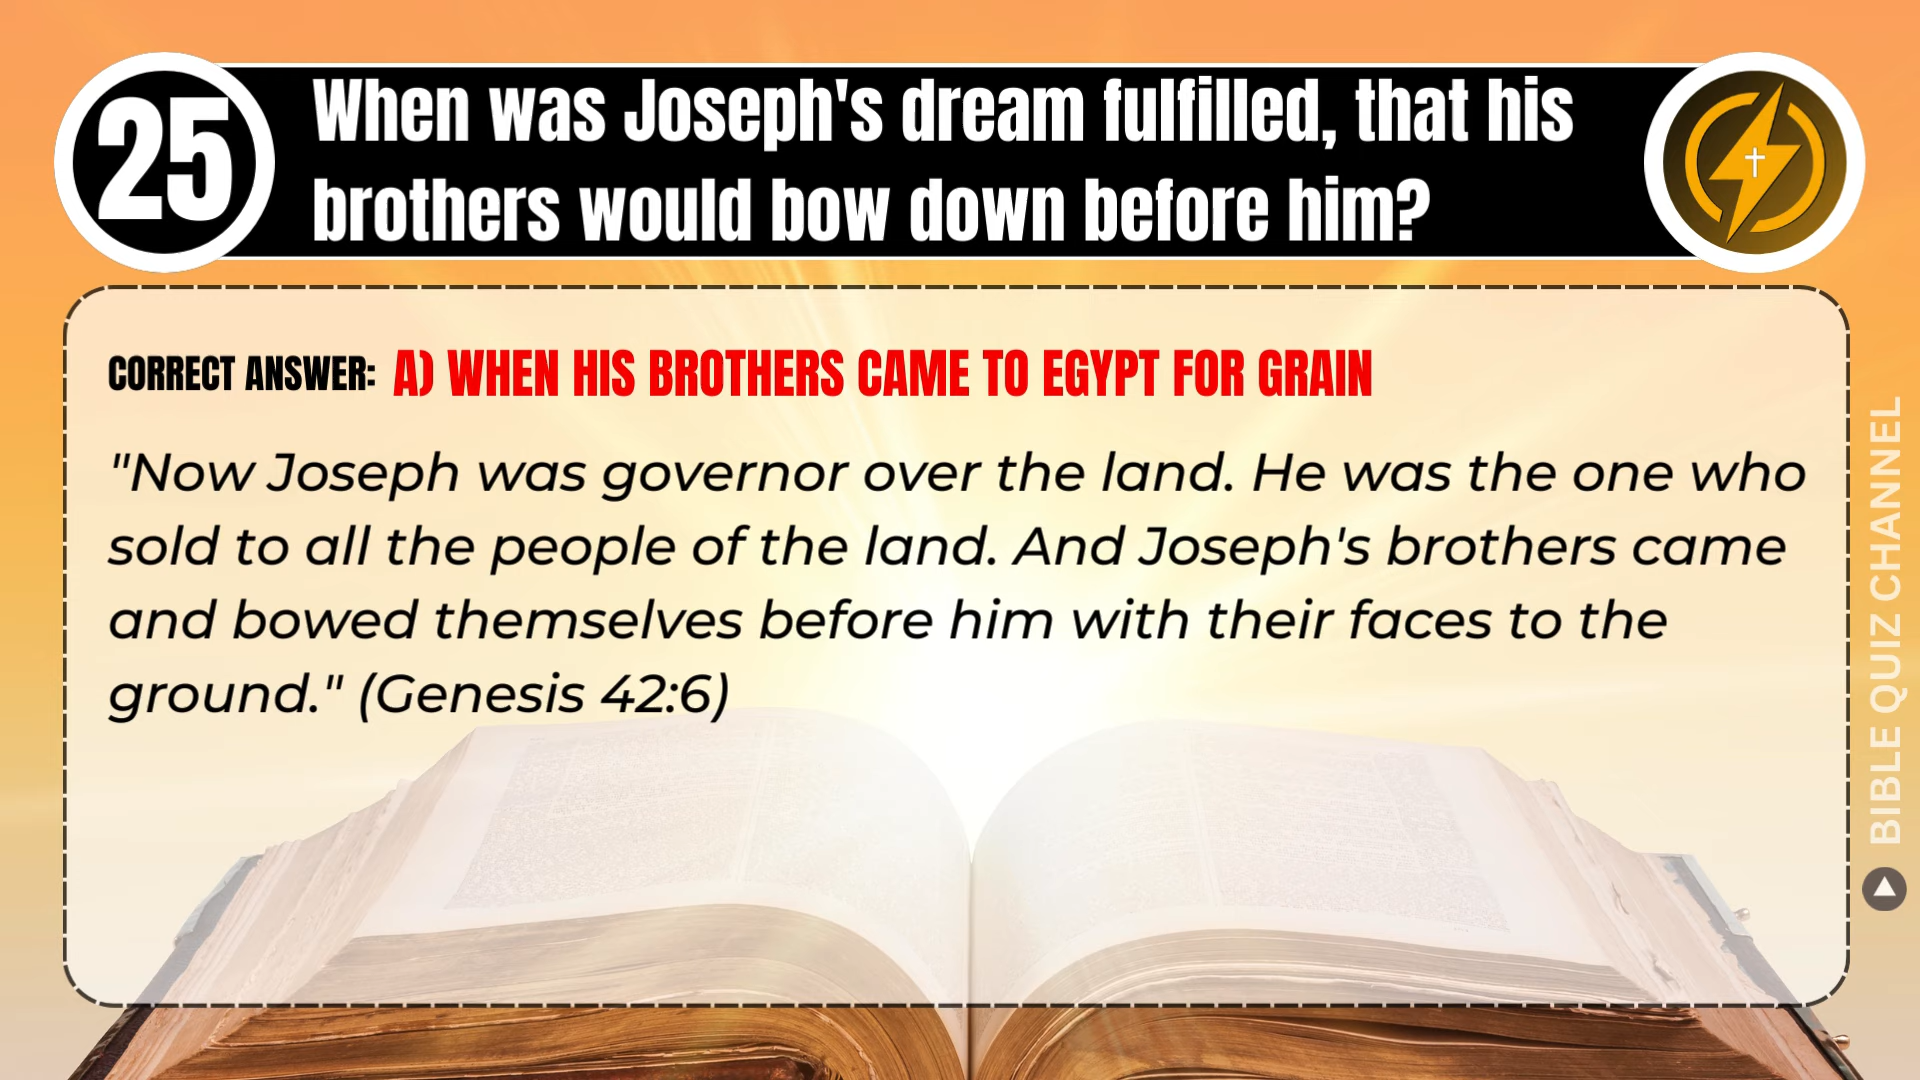 25
When was Joseph's dream fulfilled, that his
brothers would bow down before him?
CORRECT ANSWER: A) WHEN HIS BROTHERS CAME TO EGYPT FOR GRAIN
"Now Joseph was governor over the land. He was the one who
sold to all the people of the land. And Joseph's brothers came
and bowed themselves before him with their faces to the
ground." (Genesis 42:6)
BIBLE QUIZ CHANNEL